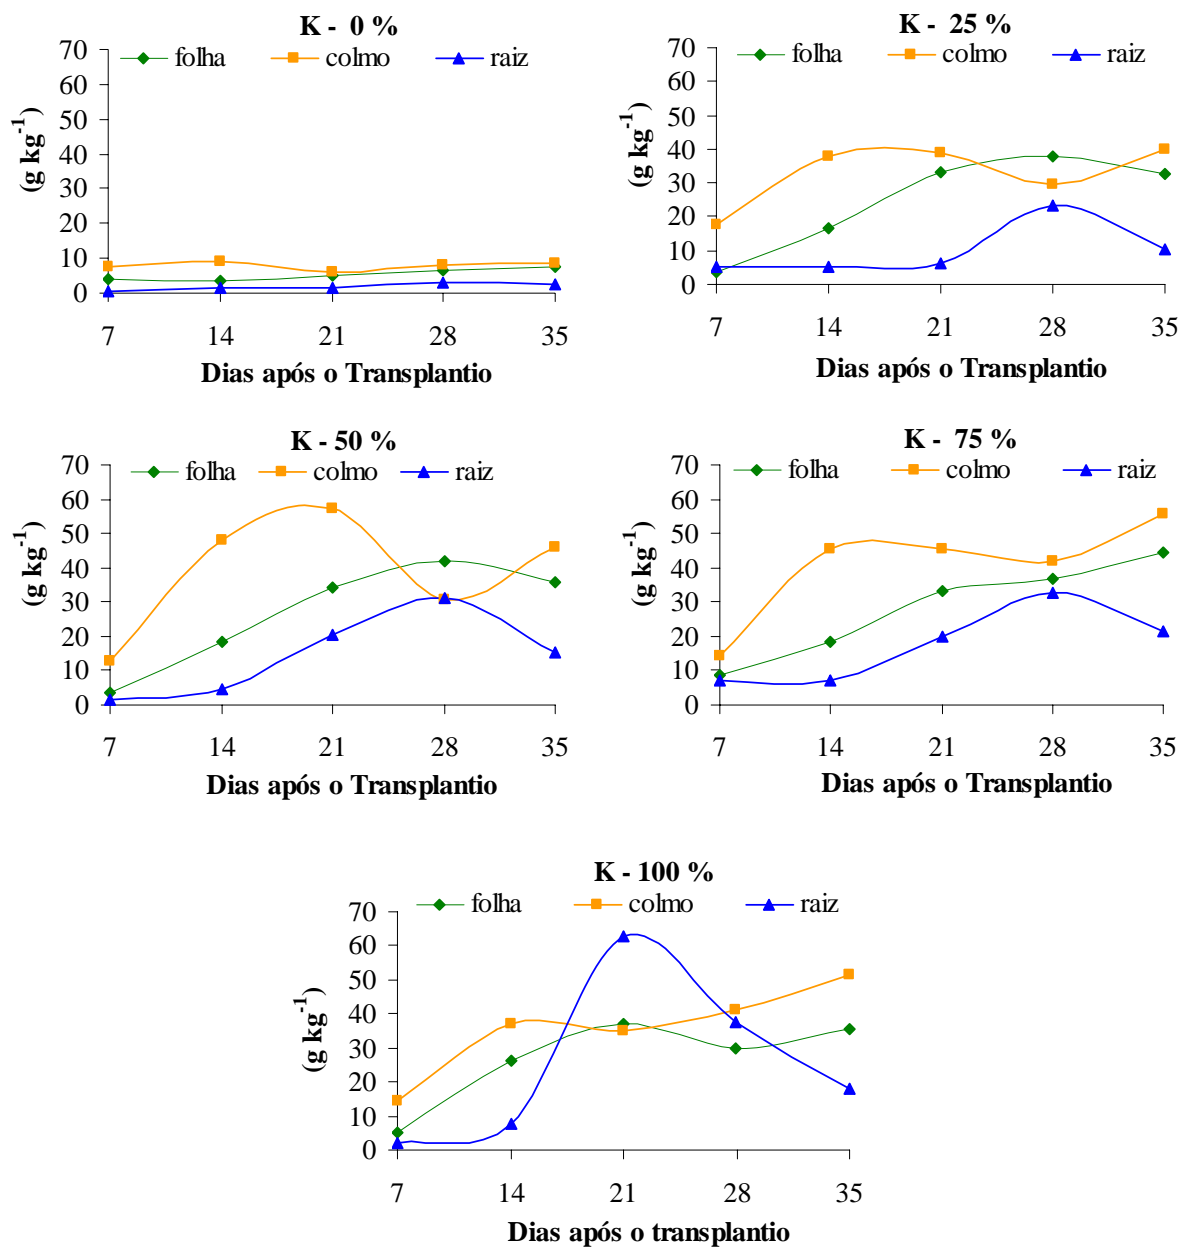 K - 0 %
folha colmo raiz
70
60
50
40
30
20
10
0
(g kg-1)
7 14 21 28 35
Dias após o Transplantio
K - 25 %
folha colmo raiz
70
60
50
40
30
20
10
0
(g kg-1)
7 14 21 28 35
Dias após o Transplantio
K - 50 %
folha colmo raiz
70
60
50
40
30
20
10
0
(g kg-1)
7 14 21 28 35
Dias após o Transplantio
K - 75 %
folha colmo raiz
70
60
50
40
30
20
10
0
(g kg-1)
7 14 21 28 35
Dias após o Transplantio
K - 100 %
folha colmo raiz
70
60
50
40
30
20
10
0
(g kg-1)
7 14 21 28 35
Dias após o transplantio